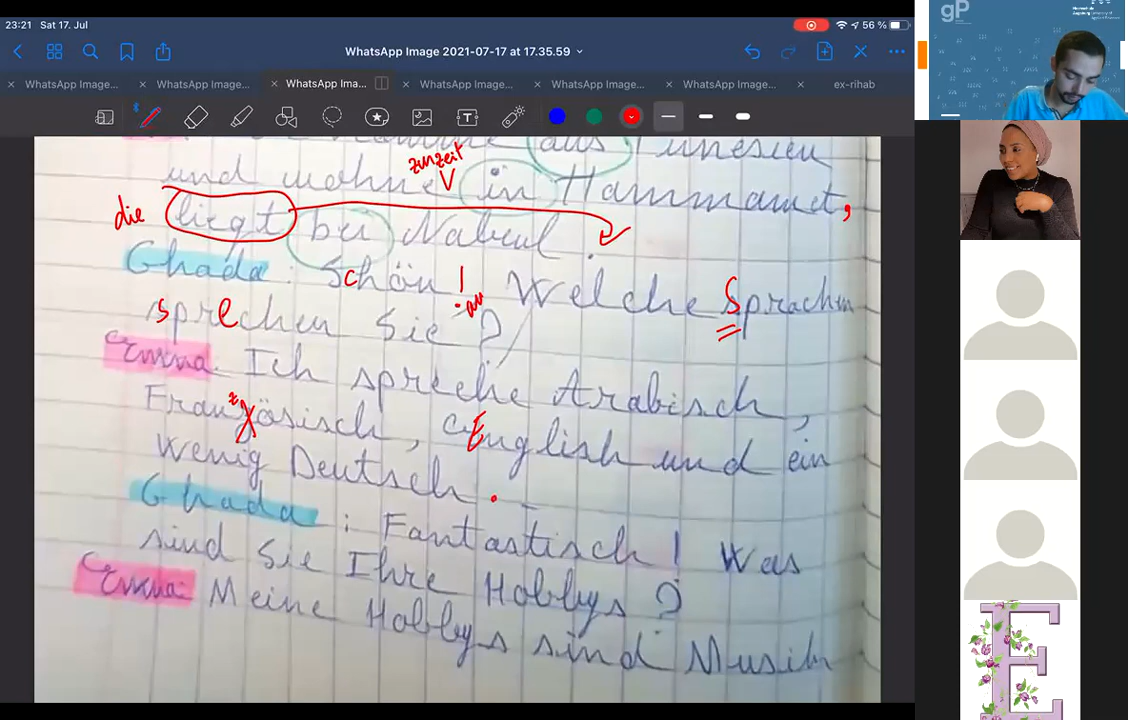 23:21 Sat 17. Jul
56 %
WhatsApp Image 2021-07-17 at 17.35.59
WhatsApp Image...
WhatsApp Image...
WhatsApp Ima...
WhatsApp Image...
WhatsApp Image...
WhatsApp Image...
ex-rihab
gP
Hochschule
aus Tunesien
zurzeit
und wohne in Hammamet,
die liegt bei Nabeul.
Ghada: Schön! Welche Sprachen
sprechen Sie?
Emna: Ich spreche Arabisch,
Französisch, English und ein
wenig Deutsch.
Ghada: Fantastisch! Was
sind Sie Ihre Hobbys?
Emna: Meine Hobbys sind Musik
E